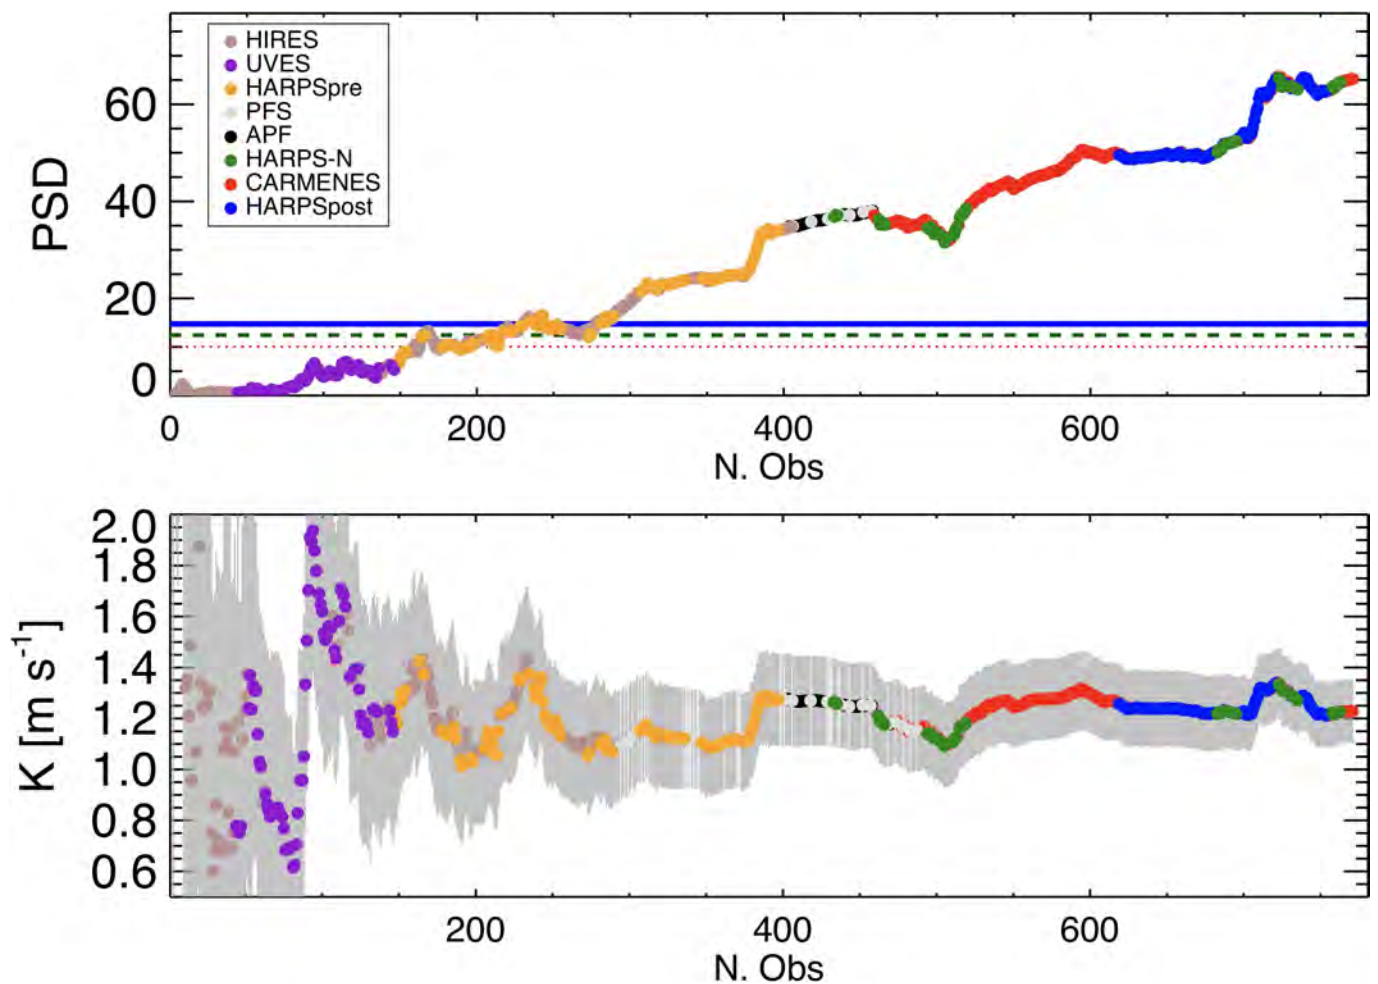 PSD
60
40
20
0
HIRES
UVES
HARPSpre
PFS
APF
HARPS-N
CARMENES
HARPSpost
0 200 400 600
N. Obs
K [m s⁻¹]
2.0
1.8
1.6
1.4
1.2
1.0
0.8
0.6
200 400 600
N. Obs